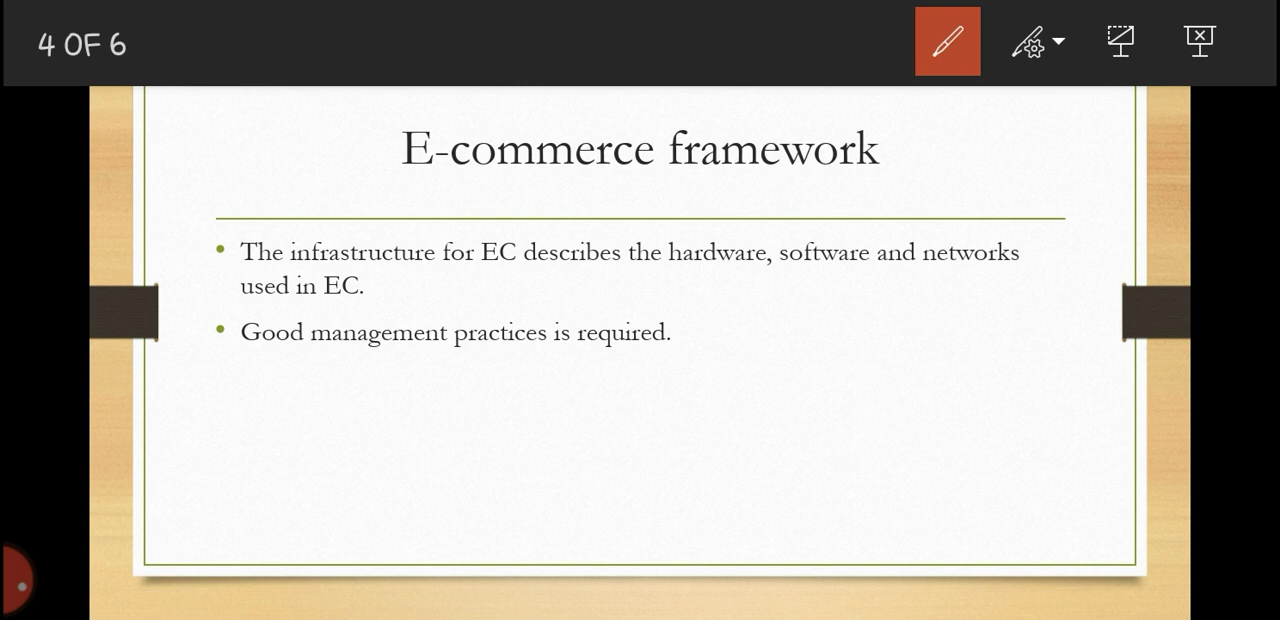 4 OF 6
E-commerce framework
• The infrastructure for EC describes the hardware, software and networks
used in EC.
• Good management practices is required.